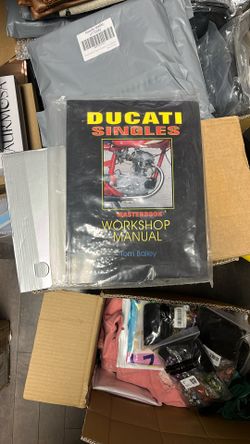 DUCATI
SINGLES
MASTERBOOK
WORKSHOP
MANUAL
Tom Bailey